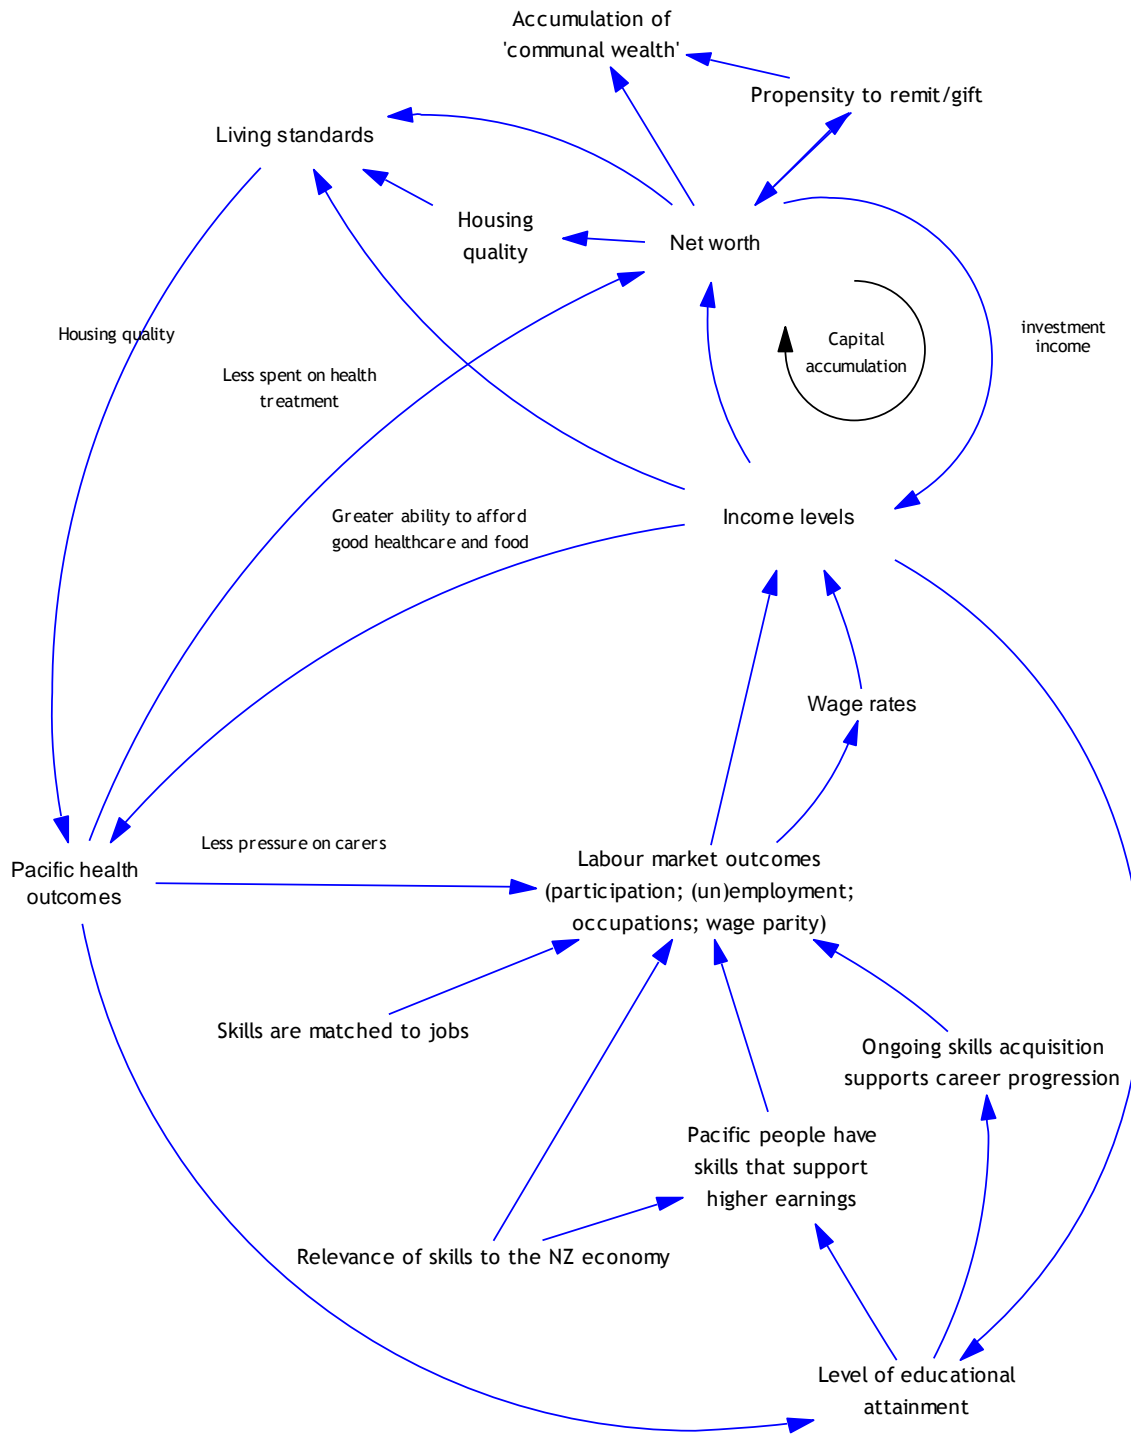 Accumulation of
'communal wealth'
Propensity to remit/gift
Living standards
Housing
quality
Net worth
Housing quality
investment
income
Capital
accumulation
Less spent on health
treatment
Greater ability to afford
good healthcare and food
Income levels
Wage rates
Less pressure on carers
Pacific health
outcomes
Labour market outcomes
(participation; (un)employment;
occupations; wage parity)
Skills are matched to jobs
Ongoing skills acquisition
supports career progression
Pacific people have
skills that support
higher earnings
Relevance of skills to the NZ economy
Level of educational
attainment